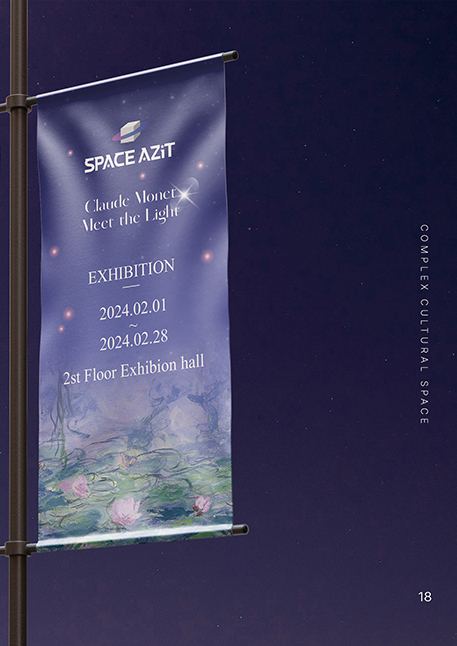 SPACE AZiT
Claude Monet
Meet the Light
EXHIBITION
2024.02.01
~
2024.02.28
2st Floor Exhibion hall
COMPLEX CULTURAL SPACE
18